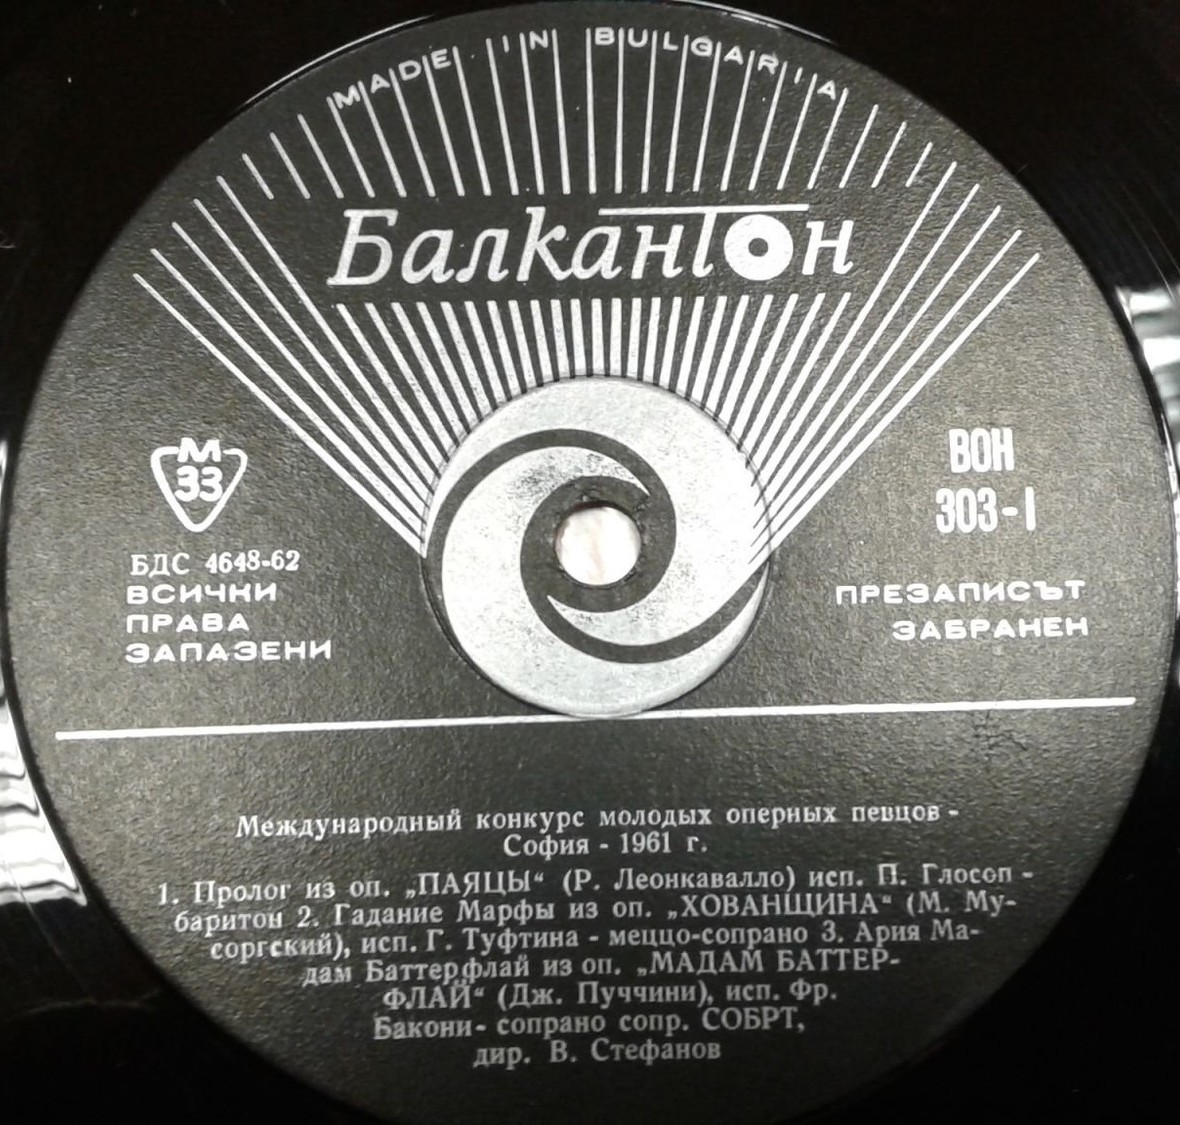 MADE IN BULGARIA
Балкантон
М
33
БДС 4648-62
ВСИЧКИ
ПРАВА
ЗАПАЗЕНИ
ВОН
303-I
ПРЕЗАПИСЪТ
ЗАБРАНЕН
Международный конкурс молодых оперных певцов -
София - 1961 г.
1. Пролог из оп. „ПАЯЦЫ“ (Р. Леонкавалло) исп. П. Глосоп -
баритон 2. Гадание Марфы из оп. „ХОВАНЩИНА“ (М. Му-
соргский), исп. Г. Туфтина - меццо-сопрано 3. Ария Ма-
дам Баттерфлай из оп. „МАДАМ БАТТЕР-
ФЛАЙ“ (Дж. Пуччини), исп. Фр.
Бакони- сопрано сопр. СОБРТ,
дир. В. Стефанов